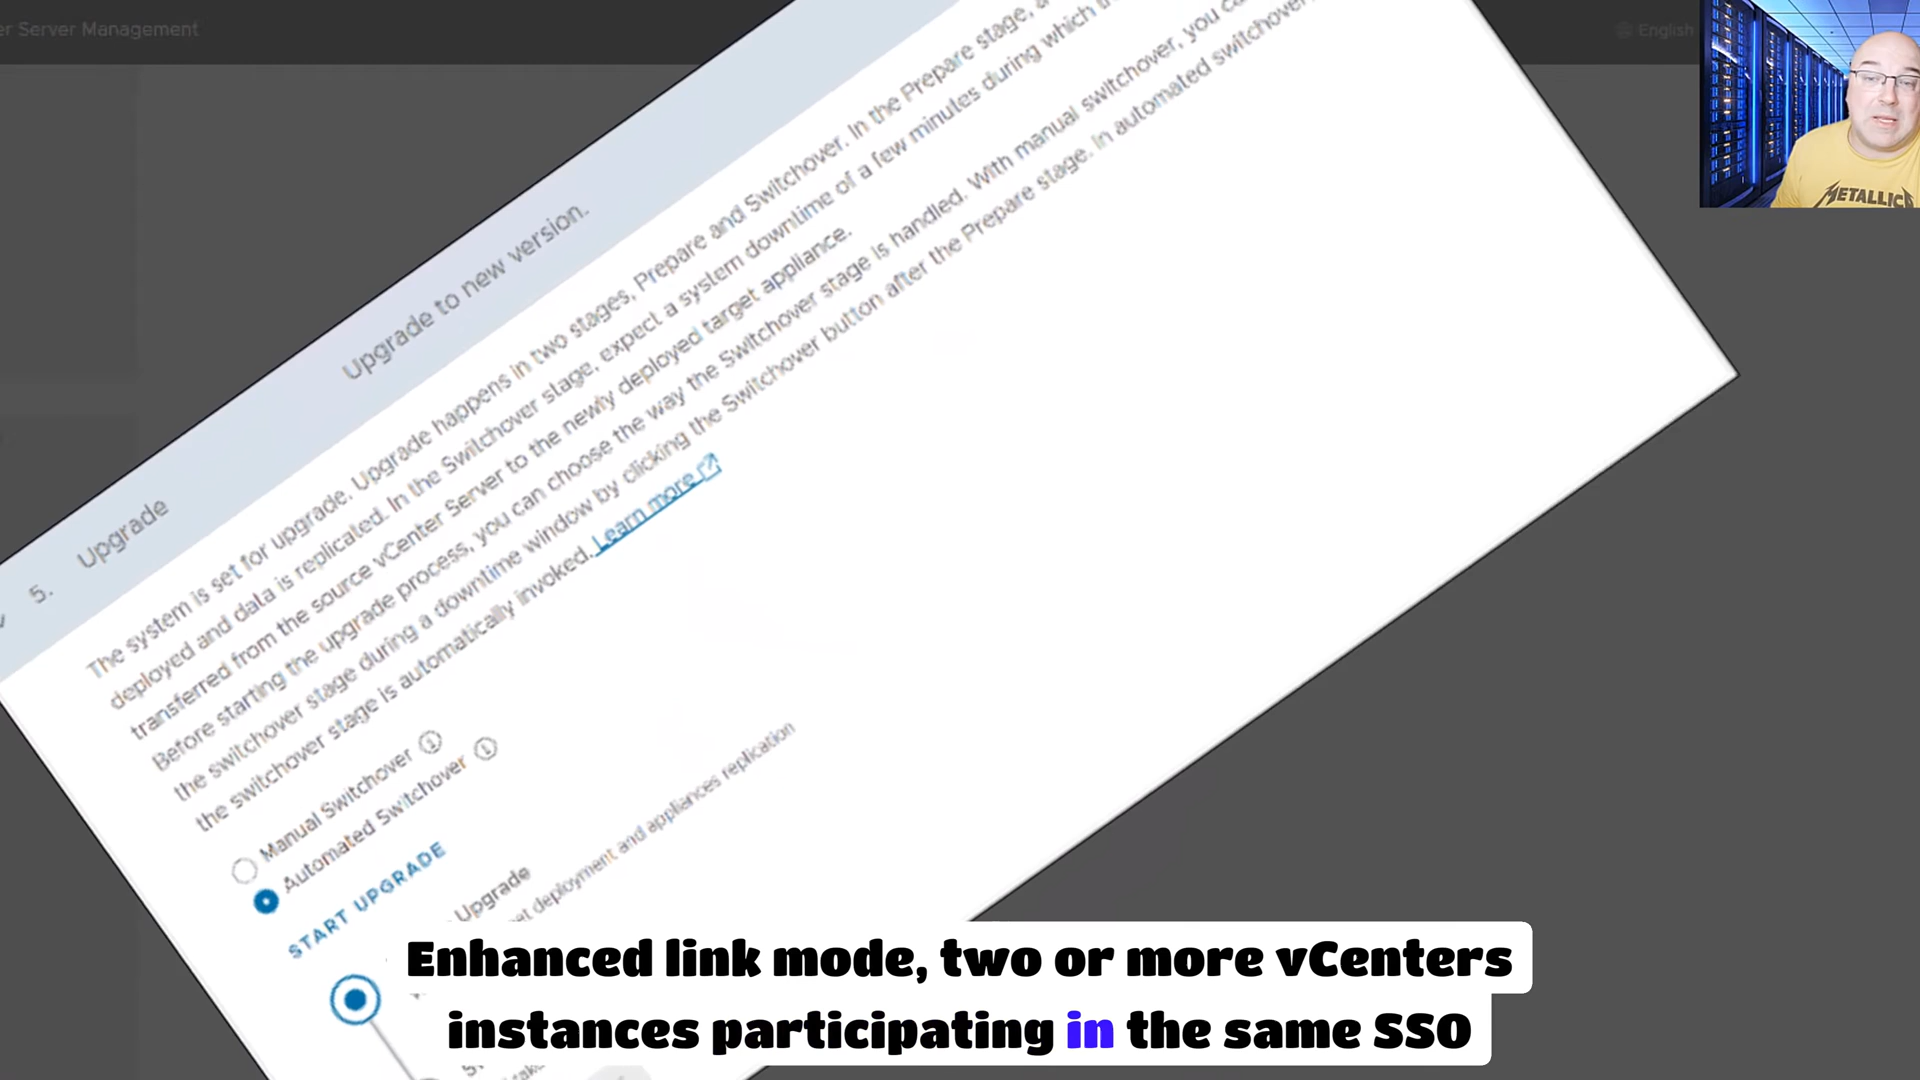 er Server Management
English
METALLICA
5. Upgrade
Upgrade to new version.
The system is set for upgrade. Upgrade happens in two stages, Prepare and Switchover. In the Prepare stage,
deployed and data is replicated. In the Switchover stage, expect a system downtime of a few minutes during which
transferred from the source vCenter Server to the newly deployed target appliance.
Before starting the upgrade process, you can choose the way the Switchover stage is handled. With manual switchover, you
the switchover stage during a downtime window by clicking the Switchover button after the Prepare stage. In automated switchover,
the switchover stage is automatically invoked. Learn more
Manual Switchover
Automated Switchover
START UPGRADE
Upgrade
et deployment and appliances replication
Enhanced link mode, two or more vCenters
instances participating in the same SSO